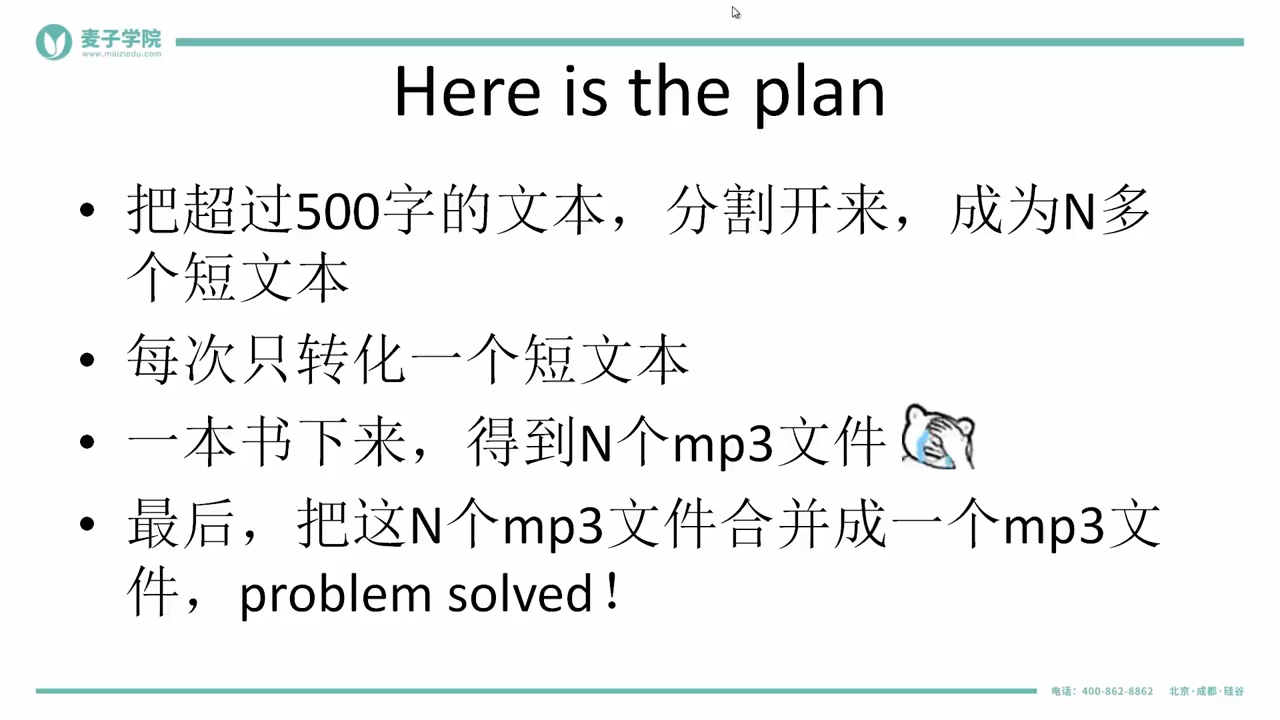 麦子学院
www.maiziedu.com
Here is the plan
• 把超过500字的文本，分割开来，成为N多
个短文本
• 每次只转化一个短文本
• 一本书下来，得到N个mp3文件
• 最后，把这N个mp3文件合并成一个mp3文
件，problem solved！
电话：400-862-8862 北京·成都·硅谷